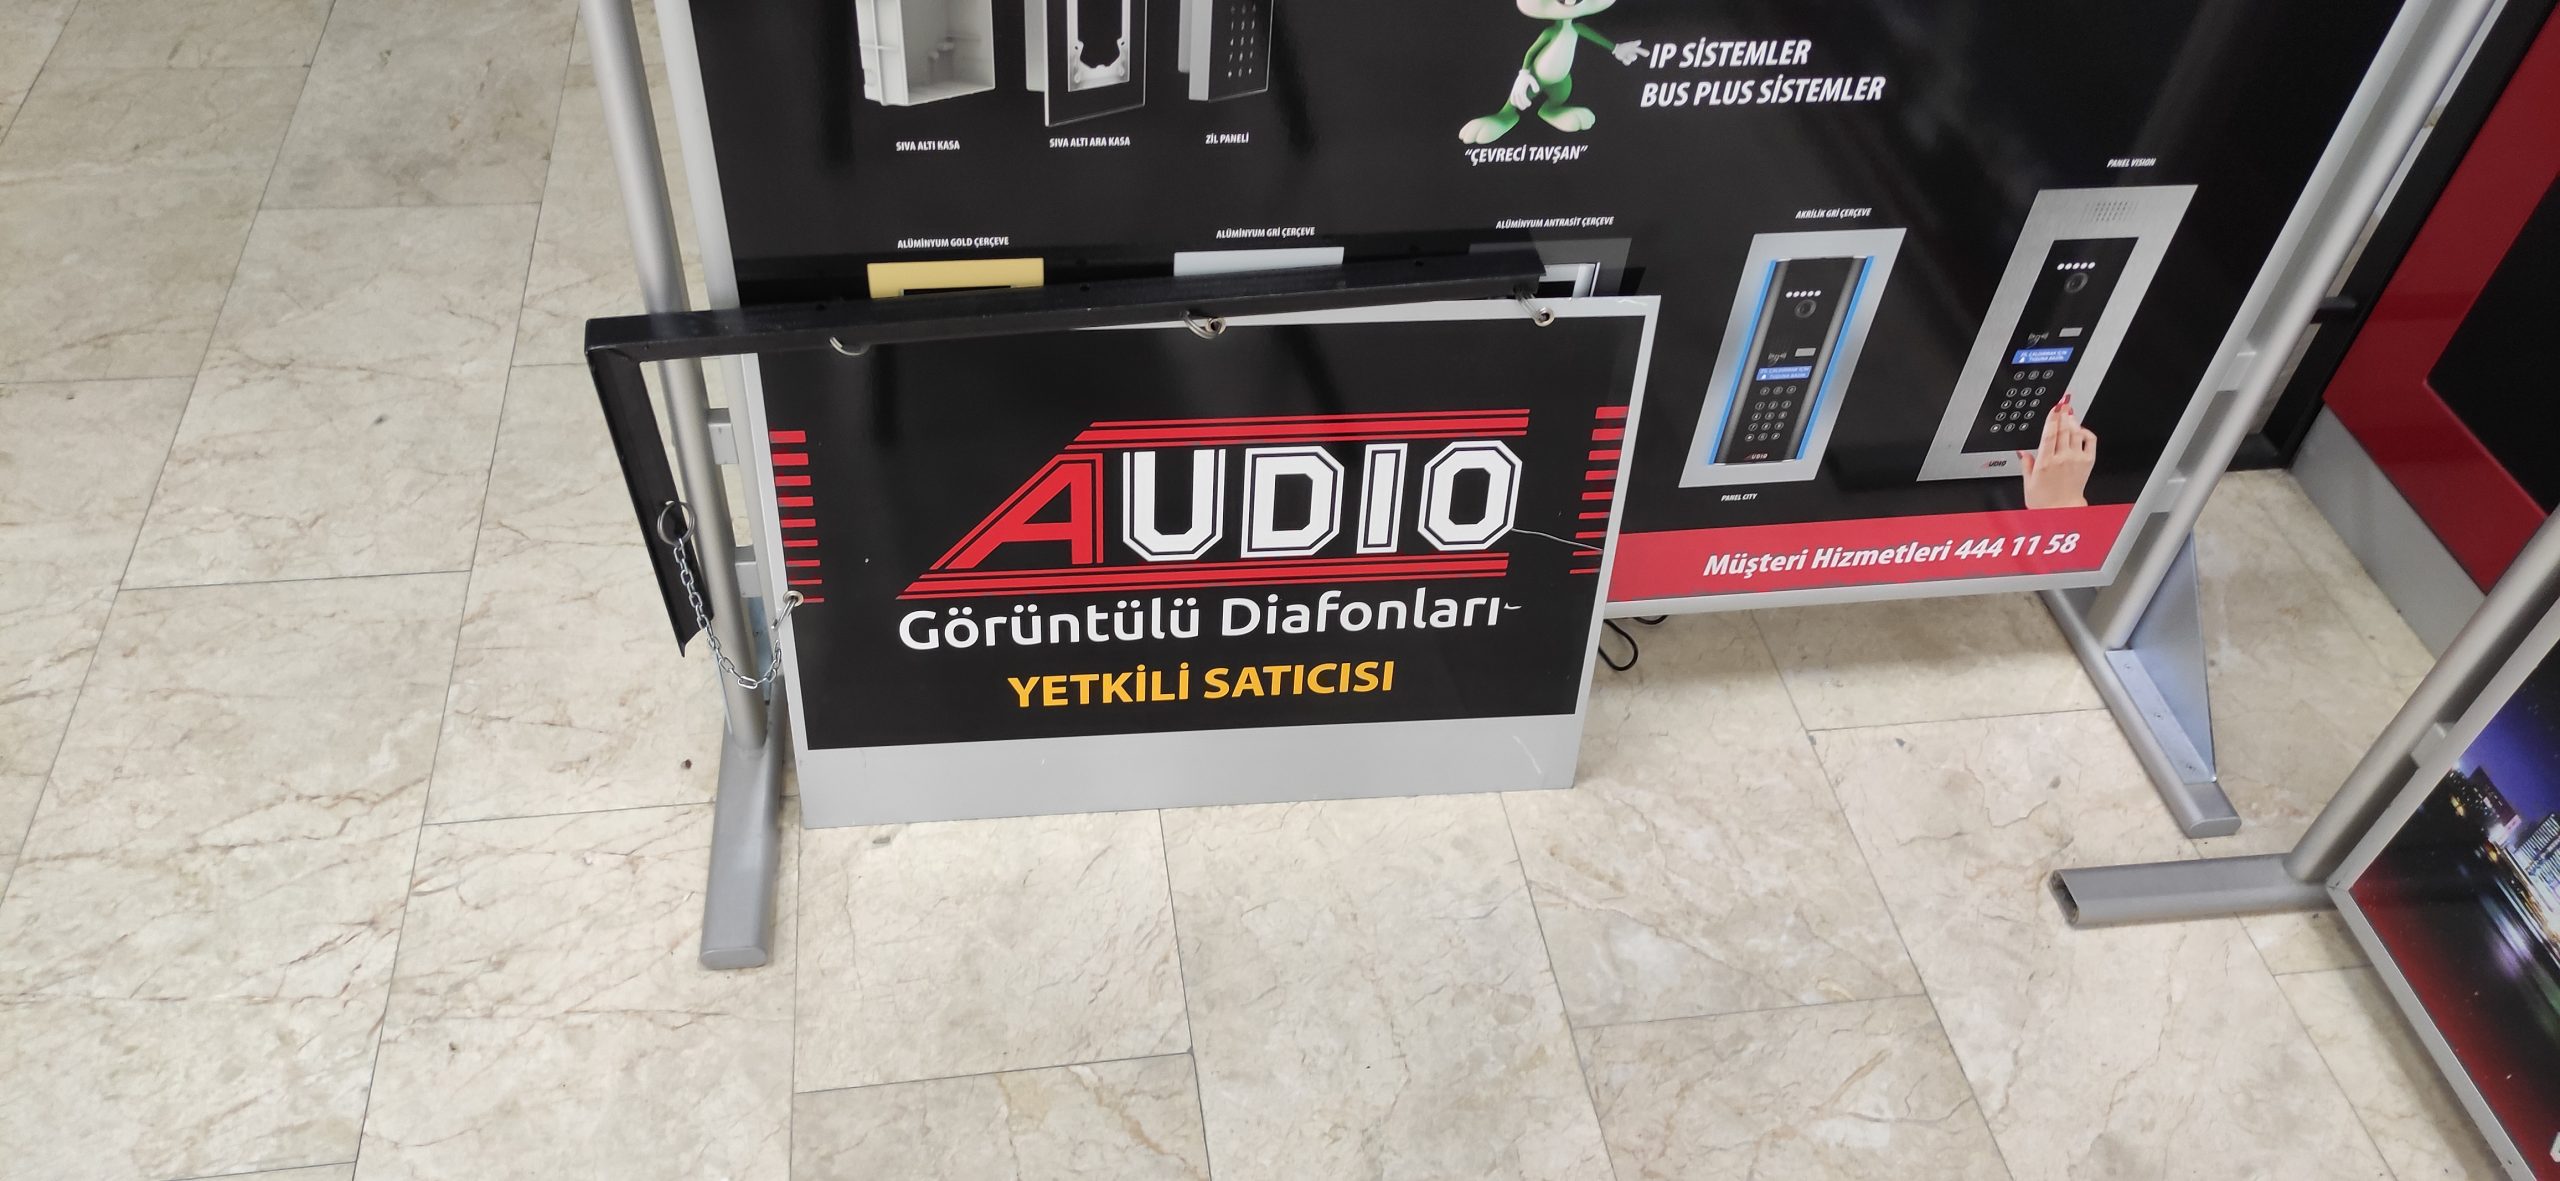 IP SİSTEMLER
BUS PLUS SİSTEMLER
SIVA ALTI KASA
SIVA ALTI ARA KASA
ZİL PANELİ
"ÇEVRECİ TAVŞAN"
ALÜMİNYUM GOLD ÇERÇEVE
ALÜMİNYUM GRİ ÇERÇEVE
ALÜMİNYUM ANTRASİT ÇERÇEVE
AKRİLİK GRİ ÇERÇEVE
PANEL VISION
AUDIO
PANEL CITY
AUDIO
Müşteri Hizmetleri 444 11 58
AUDIO
Görüntülü Diafonları
YETKİLİ SATICISI